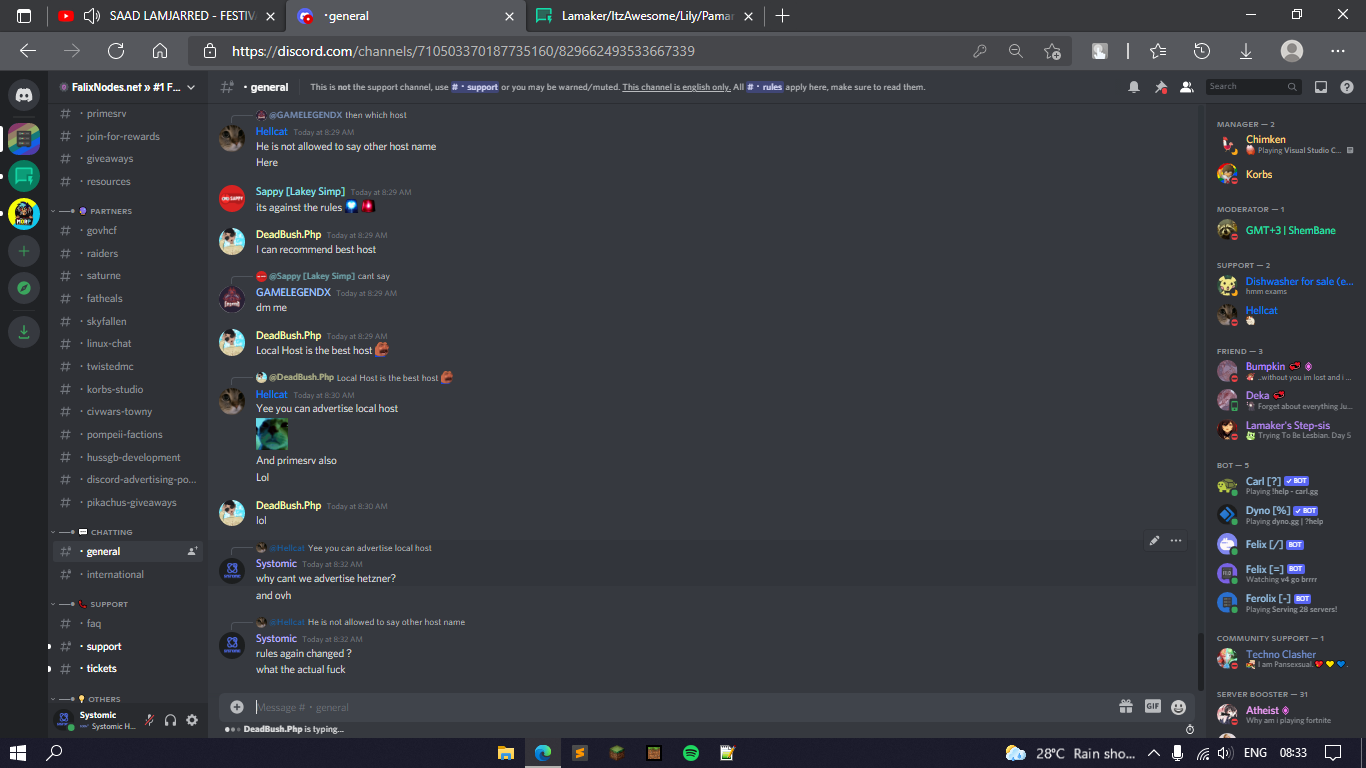 SAAD LAMJARRED - FESTIV
· general
Lamaker/ItzAwesome/Lily/Pamar
https://discord.com/channels/710503370187735160/829662493533667339
FalixNodes.net » #1 F...
· general
This is not the support channel, use # · support or you may be warned/muted. This channel is english only. All # · rules apply here, make sure to read them.
Search
· primesrv
· join-for-rewards
· giveaways
· resources
PARTNERS
· govhcf
· raiders
· saturne
· fatheals
· skyfallen
· linux-chat
· twistedmc
· korbs-studio
· civwars-towny
· pompeii-factions
· hussgb-development
· discord-advertising-po...
· pikachus-giveaways
CHATTING
· general
· international
SUPPORT
· faq
· support
· tickets
OTHERS
Systomic
Systomic H...
@GAMELEGENDX then which host
Hellcat Today at 8:29 AM
He is not allowed to say other host name
Here
Sappy [Lakey Simp] Today at 8:29 AM
its against the rules
DeadBush.Php Today at 8:29 AM
I can recommend best host
@Sappy [Lakey Simp] cant say
GAMELEGENDX Today at 8:29 AM
dm me
DeadBush.Php Today at 8:29 AM
Local Host is the best host
@DeadBush.Php Local Host is the best host
Hellcat Today at 8:30 AM
Yee you can advertise local host
And primesrv also
Lol
DeadBush.Php Today at 8:30 AM
lol
@Hellcat Yee you can advertise local host
Systomic Today at 8:32 AM
why cant we advertise hetzner?
and ovh
@Hellcat He is not allowed to say other host name
Systomic Today at 8:32 AM
rules again changed ?
what the actual fuck
Message # · general
GIF
DeadBush.Php is typing...
MANAGER — 2
Chimken
Playing Visual Studio C...
Korbs
MODERATOR — 1
GMT+3 | ShemBane
SUPPORT — 2
Dishwasher for sale (e...
hmm exams
Hellcat
FRIEND — 3
Bumpkin
..without you im lost and i ...
Deka
Forget about everything Ju...
Lamaker's Step-sis
Trying To Be Lesbian. Day 5
BOT — 5
Carl [?] ✓ BOT
Playing !help - carl.gg
Dyno [%] ✓ BOT
Playing dyno.gg | ?help
Felix [/] BOT
Felix [=] BOT
Watching v4 go brrrr
Ferolix [-] BOT
Playing Serving 28 servers!
COMMUNITY SUPPORT — 1
Techno Clasher
I am Pansexual.
SERVER BOOSTER — 31
Atheist
Why am i playing fortnite
28°C Rain sho...
ENG
08:33